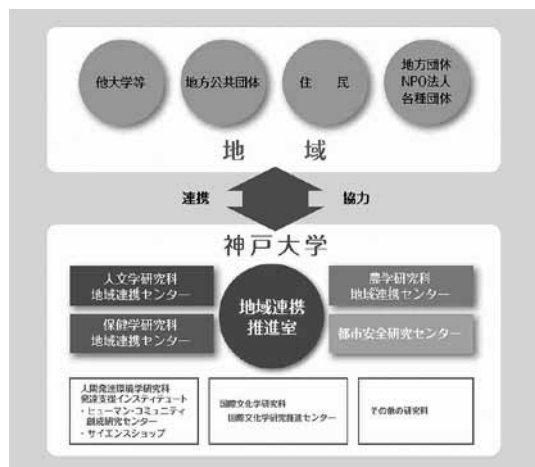 他大学等
地方公共団体
住　民
地方団体
NPO法人
各種団体
地　域
連携
協力
神戸大学
人文学研究科
地域連携センター
保健学研究科
地域連携センター
地域連携
推進室
農学研究科
地域連携センター
都市安全研究センター
人間発達環境学研究科
発達支援インスティテュート
・ヒューマン・コミュニティ
創成研究センター
・サイエンスショップ
国際文化学研究科
国際文化学研究推進センター
その他の研究科